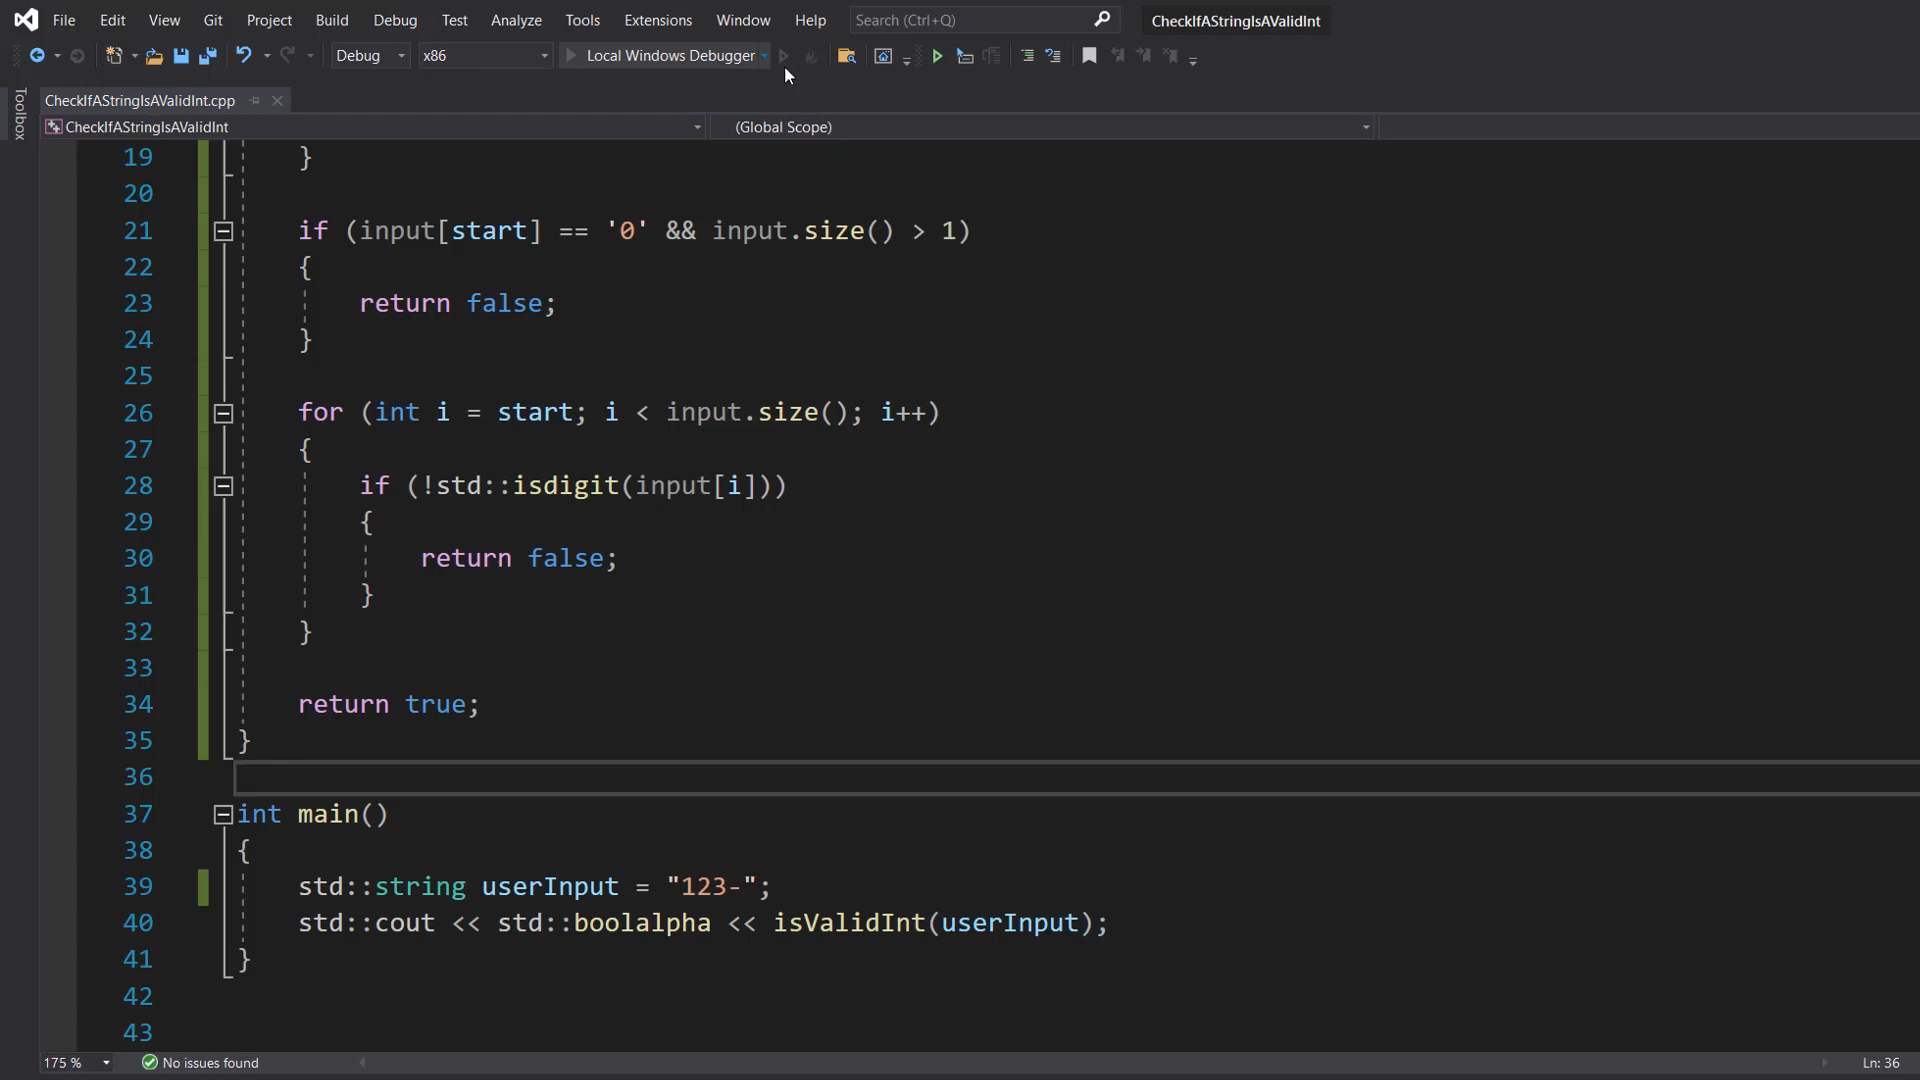 File Edit View Git Project Build Debug Test Analyze Tools Extensions Window Help Search (Ctrl+Q) CheckIfAStringIsAValidInt
Debug x86 Local Windows Debugger
Toolbox
CheckIfAStringIsAValidInt.cpp
CheckIfAStringIsAValidInt (Global Scope)
19 }
20
21 if (input[start] == '0' && input.size() > 1)
22 {
23 return false;
24 }
25
26 for (int i = start; i < input.size(); i++)
27 {
28 if (!std::isdigit(input[i]))
29 {
30 return false;
31 }
32 }
33
34 return true;
35 }
36
37 int main()
38 {
39 std::string userInput = "123-";
40 std::cout << std::boolalpha << isValidInt(userInput);
41 }
42
43
175 % No issues found Ln: 36